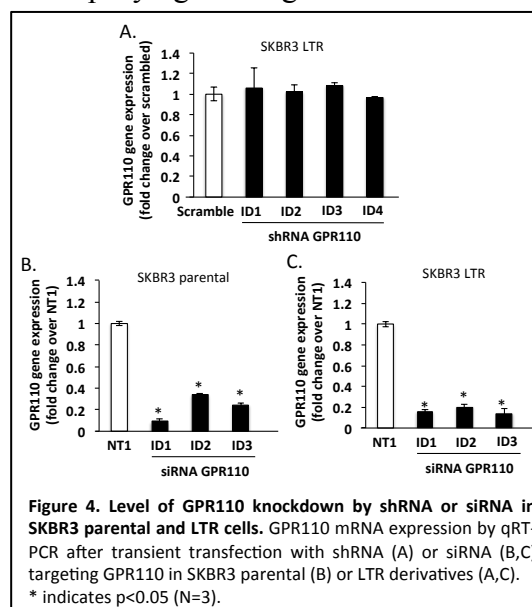 A.
SKBR3 LTR
GPR110 gene expression
(fold change over scrambled)
1.4
1.2
1
0.8
0.6
0.4
0.2
0
Scramble ID1 ID2 ID3 ID4
shRNA GPR110
B.
SKBR3 parental
GPR110 gene expression
(fold change over NT1)
1.4
1.2
1
0.8
0.6
0.4
0.2
0
* * *
NT1 ID1 ID2 ID3
siRNA GPR110
C.
SKBR3 LTR
GPR110 gene expression
(fold change over NT1)
1.4
1.2
1
0.8
0.6
0.4
0.2
0
* * *
NT1 ID1 ID2 ID3
siRNA GPR110
Figure 4. Level of GPR110 knockdown by shRNA or siRNA in
SKBR3 parental and LTR cells. GPR110 mRNA expression by qRT-
PCR after transient transfection with shRNA (A) or siRNA (B,C)
targeting GPR110 in SKBR3 parental (B) or LTR derivatives (A,C).
* indicates p<0.05 (N=3).